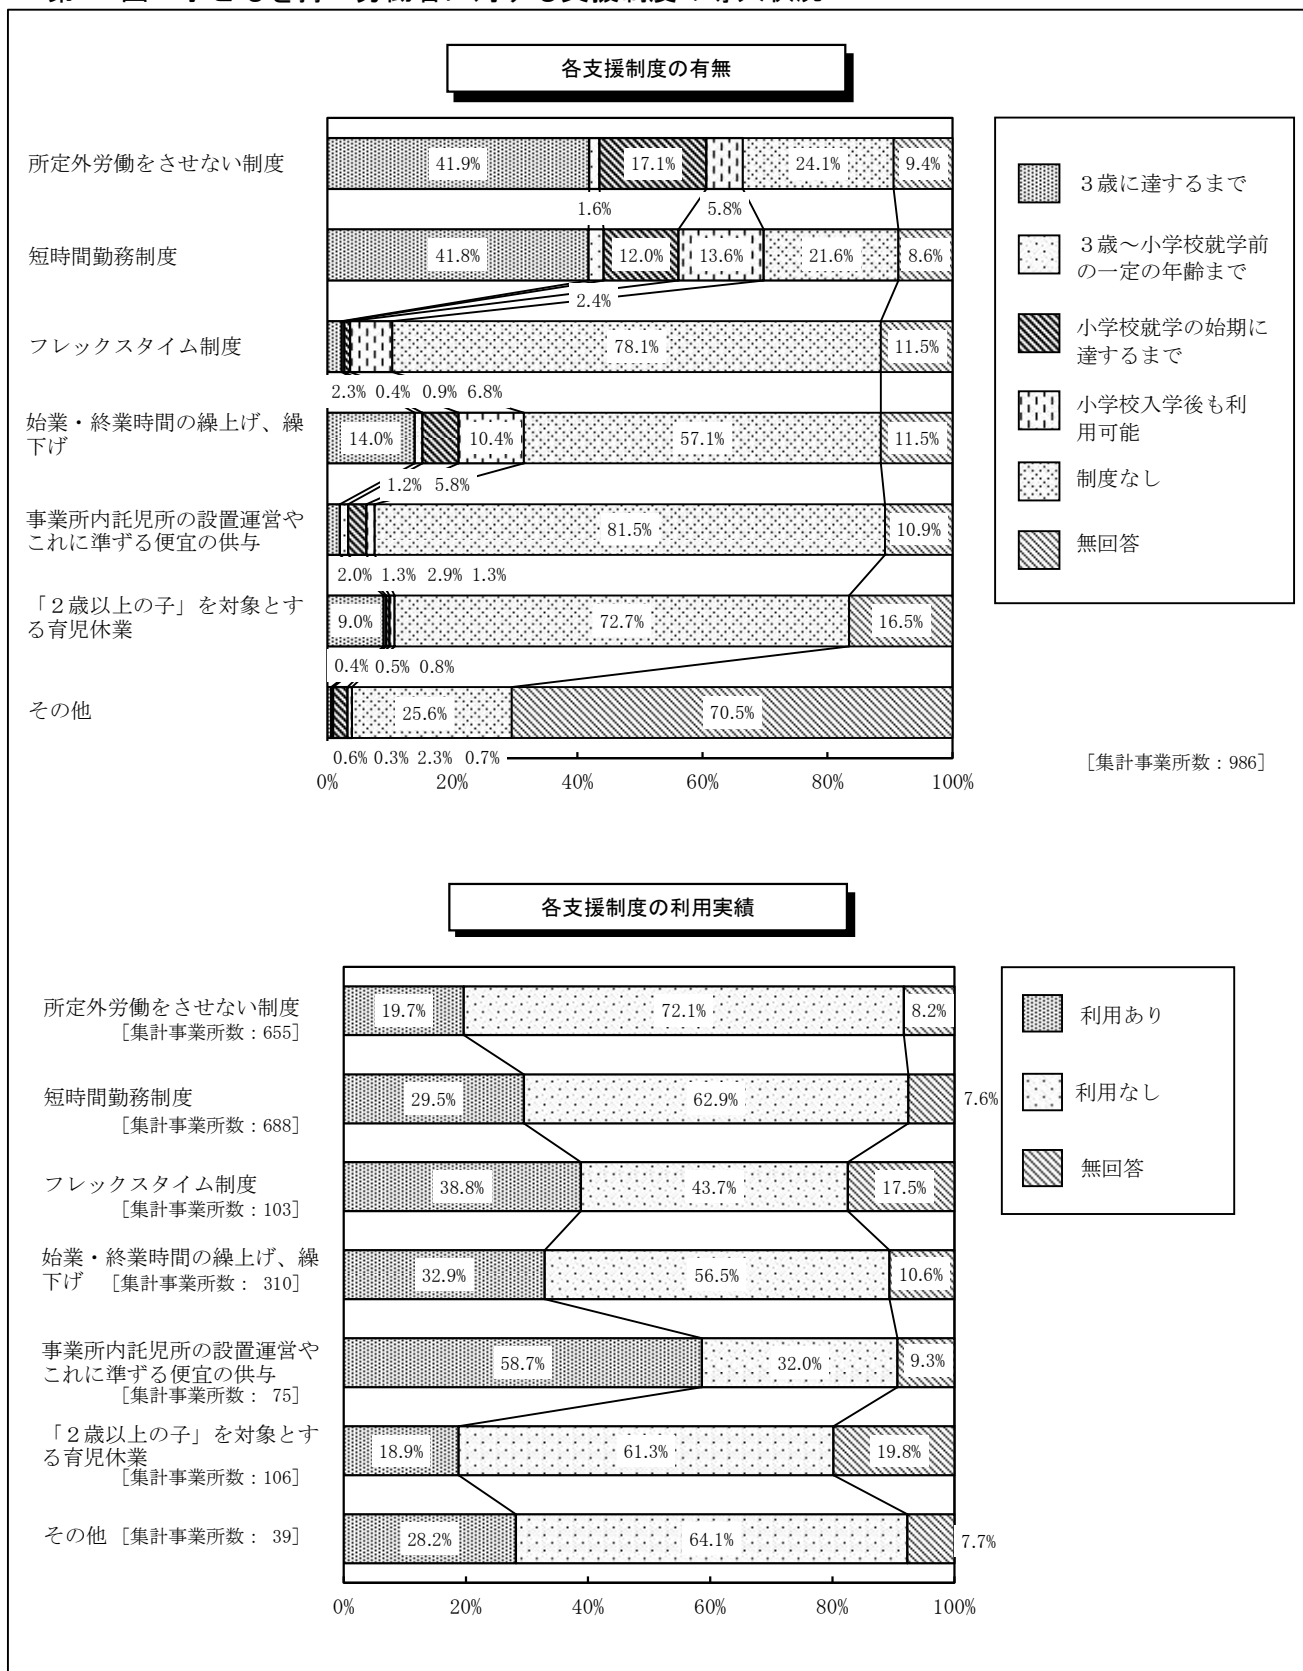 各支援制度の有無
所定外労働をさせない制度
41.9%
17.1%
24.1%
9.4%
1.6%
5.8%
短時間勤務制度
41.8%
12.0%
13.6%
21.6%
8.6%
2.4%
フレックスタイム制度
78.1%
11.5%
2.3% 0.4% 0.9% 6.8%
始業・終業時間の繰上げ、繰
下げ
14.0%
10.4%
57.1%
11.5%
1.2% 5.8%
事業所内託児所の設置運営や
これに準ずる便宜の供与
81.5%
10.9%
2.0% 1.3% 2.9% 1.3%
「２歳以上の子」を対象とす
る育児休業
9.0%
72.7%
16.5%
0.4% 0.5% 0.8%
その他
25.6%
70.5%
0.6% 0.3% 2.3% 0.7%
0% 20% 40% 60% 80% 100%
３歳に達するまで
３歳～小学校就学前
の一定の年齢まで
小学校就学の始期に
達するまで
小学校入学後も利
用可能
制度なし
無回答
［集計事業所数：986］
各支援制度の利用実績
所定外労働をさせない制度
［集計事業所数：655］
19.7%
72.1%
8.2%
短時間勤務制度
［集計事業所数：688］
29.5%
62.9%
7.6%
フレックスタイム制度
［集計事業所数：103］
38.8%
43.7%
17.5%
始業・終業時間の繰上げ、繰
下げ ［集計事業所数： 310］
32.9%
56.5%
10.6%
事業所内託児所の設置運営や
これに準ずる便宜の供与
［集計事業所数： 75］
58.7%
32.0%
9.3%
「２歳以上の子」を対象とす
る育児休業
［集計事業所数：106］
18.9%
61.3%
19.8%
その他 ［集計事業所数： 39］
28.2%
64.1%
7.7%
0% 20% 40% 60% 80% 100%
利用あり
利用なし
無回答